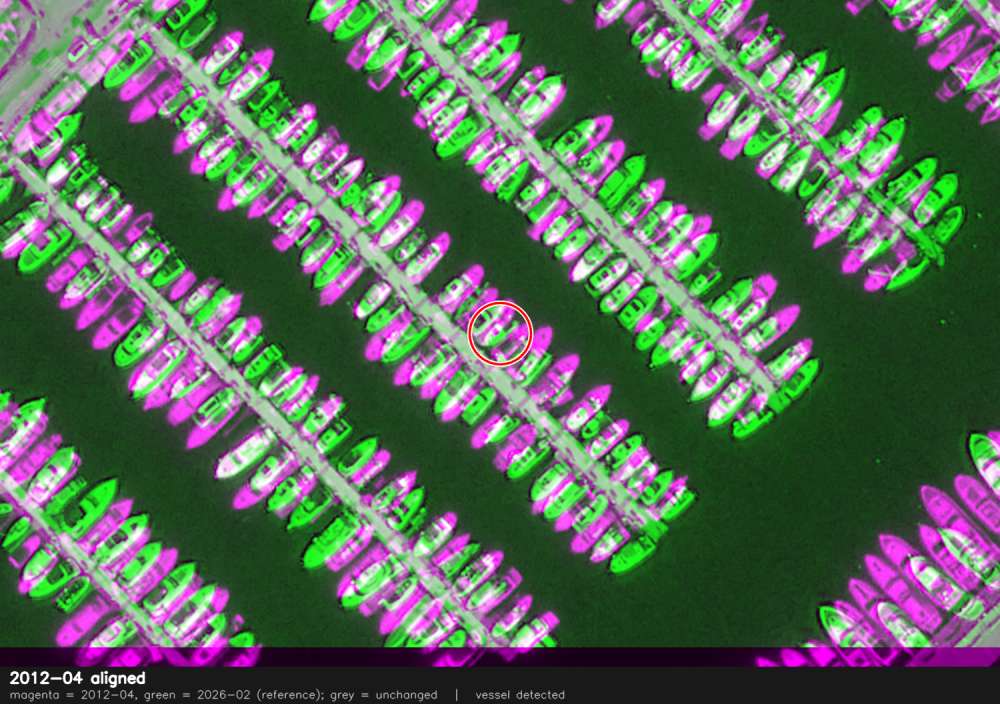 2012-04 aligned
magenta = 2012-04, green = 2026-02 (reference); grey = unchanged | vessel detected